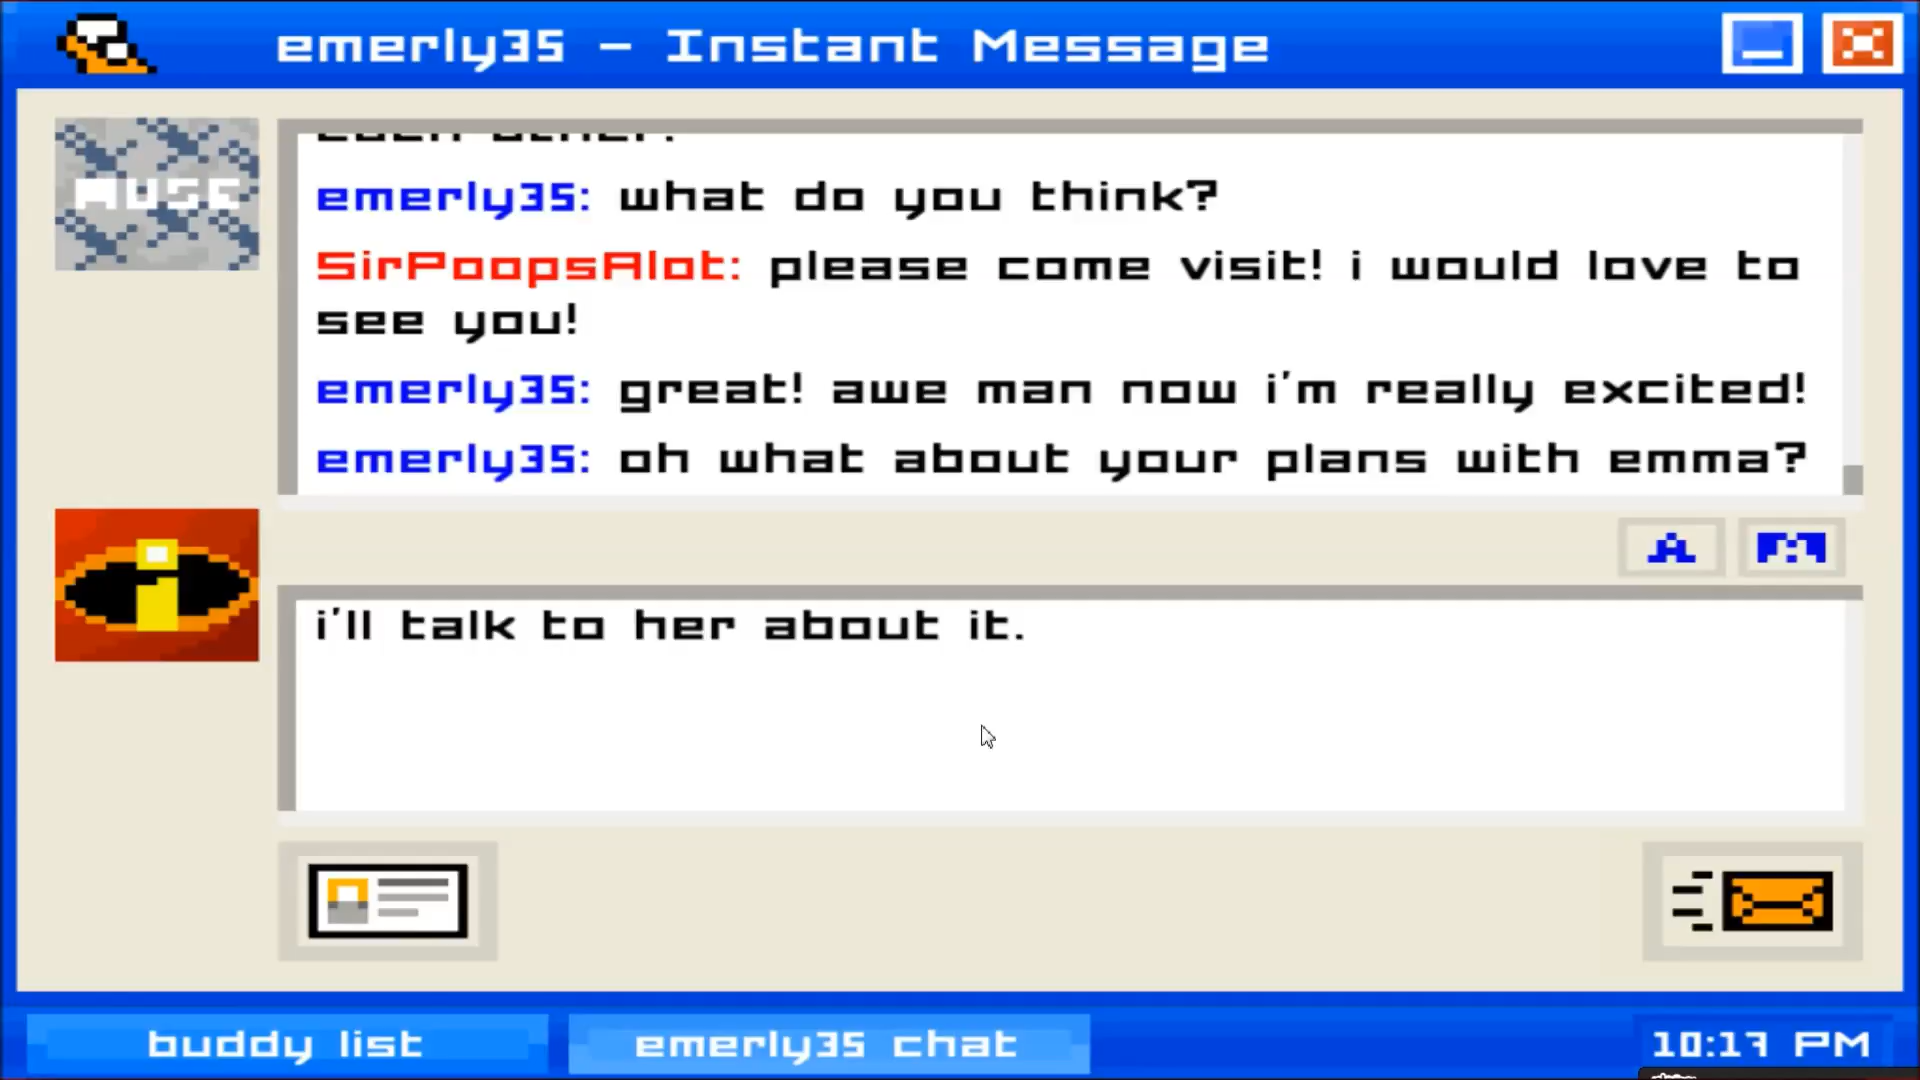 emerly35 - Instant Message
MUSE
each other.
emerly35: what do you think?
SirPoopsAlot: please come visit! i would love to
see you!
emerly35: great! awe man now i'm really excited!
emerly35: oh what about your plans with emma?
i
A
i'll talk to her about it.
buddy list
emerly35 chat
10:17 PM